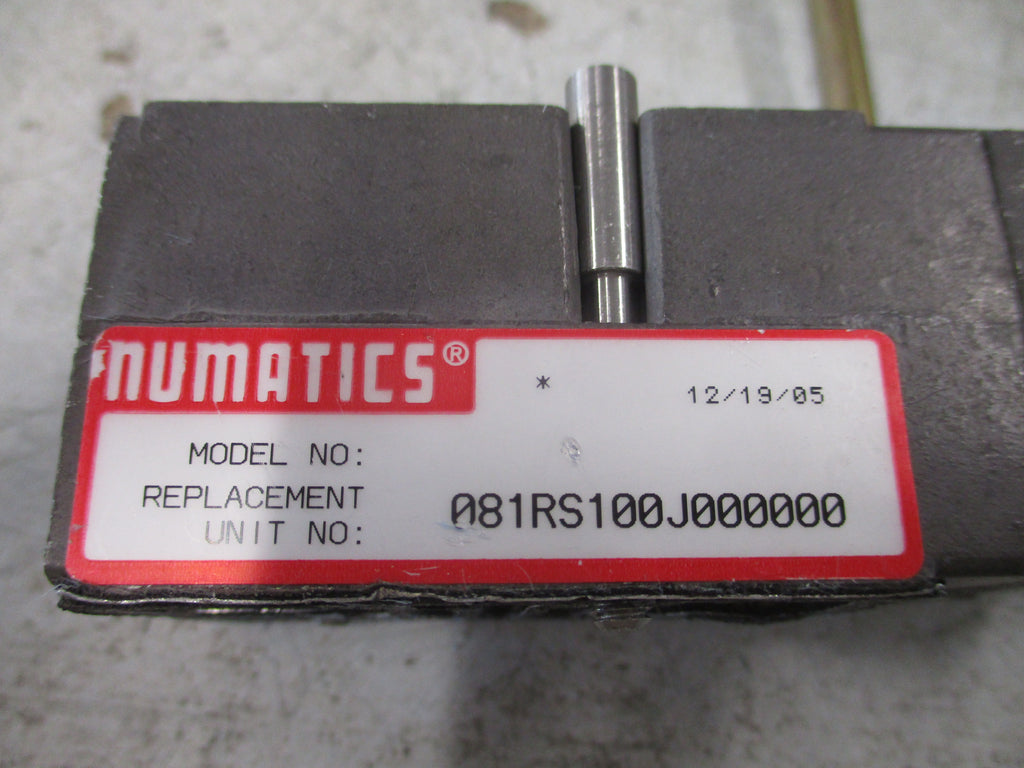 NUMATICS®
* 12/19/05
MODEL NO:
REPLACEMENT
UNIT NO: 081RS100J000000